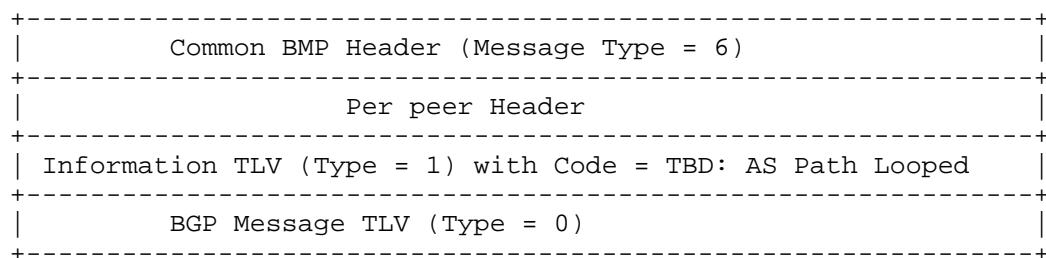 +---------------------------------------------------------------+
| Common BMP Header (Message Type = 6) |
+---------------------------------------------------------------+
| Per peer Header |
+---------------------------------------------------------------+
| Information TLV (Type = 1) with Code = TBD: AS Path Looped |
+---------------------------------------------------------------+
| BGP Message TLV (Type = 0) |
+---------------------------------------------------------------+